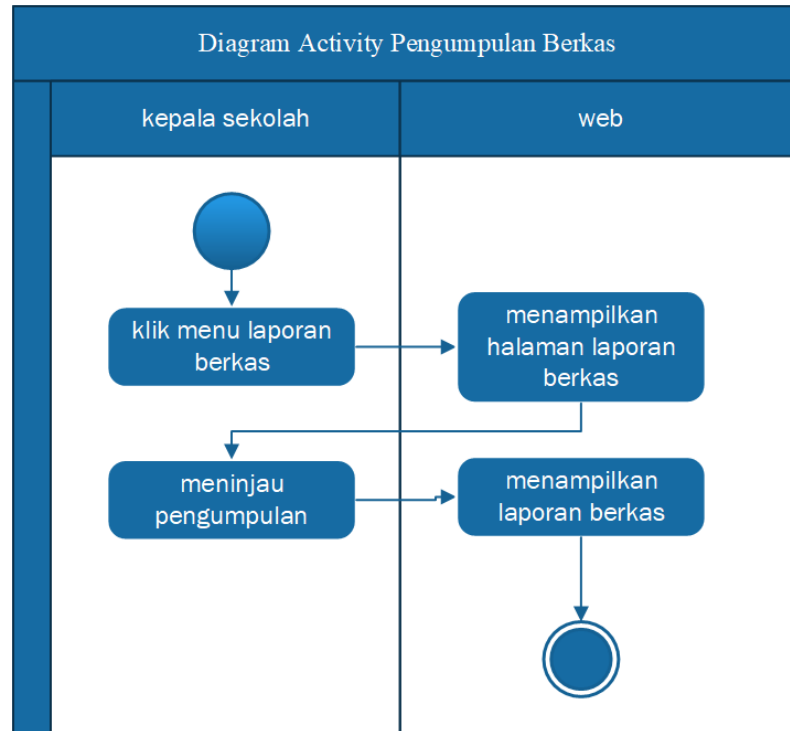 Diagram Activity Pengumpulan Berkas
kepala sekolah
web
klik menu laporan
berkas
menampilkan
halaman laporan
berkas
meninjau
pengumpulan
menampilkan
laporan berkas